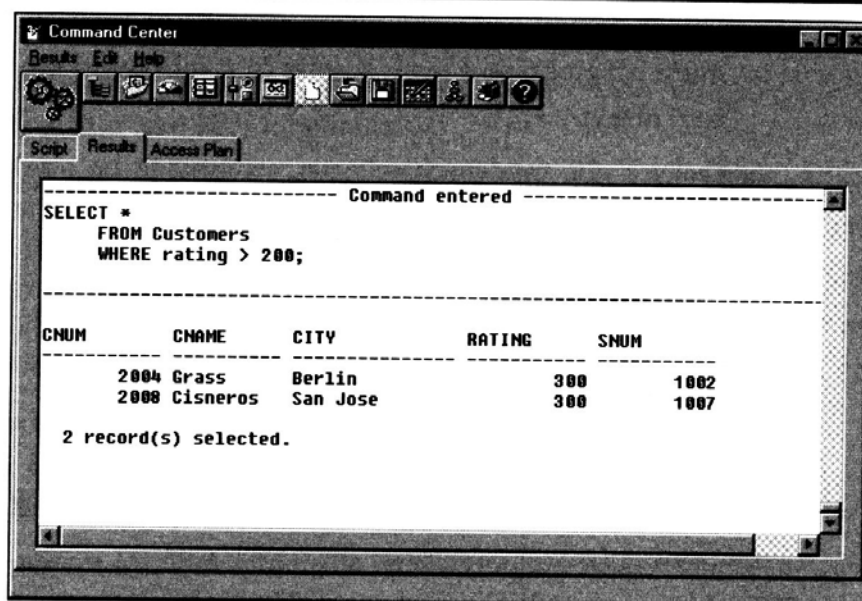 Command Center
Results Edit Help
Script Results Access Plan
------------------------------ Command entered ------------------------------
SELECT *
FROM Customers
WHERE rating > 200;
------------------------------------------------------------------------------
CNUM CNAME CITY RATING SNUM
----------- ---------- --------------- ----------- -----------
2004 Grass Berlin 300 1002
2008 Cisneros San Jose 300 1007
2 record(s) selected.